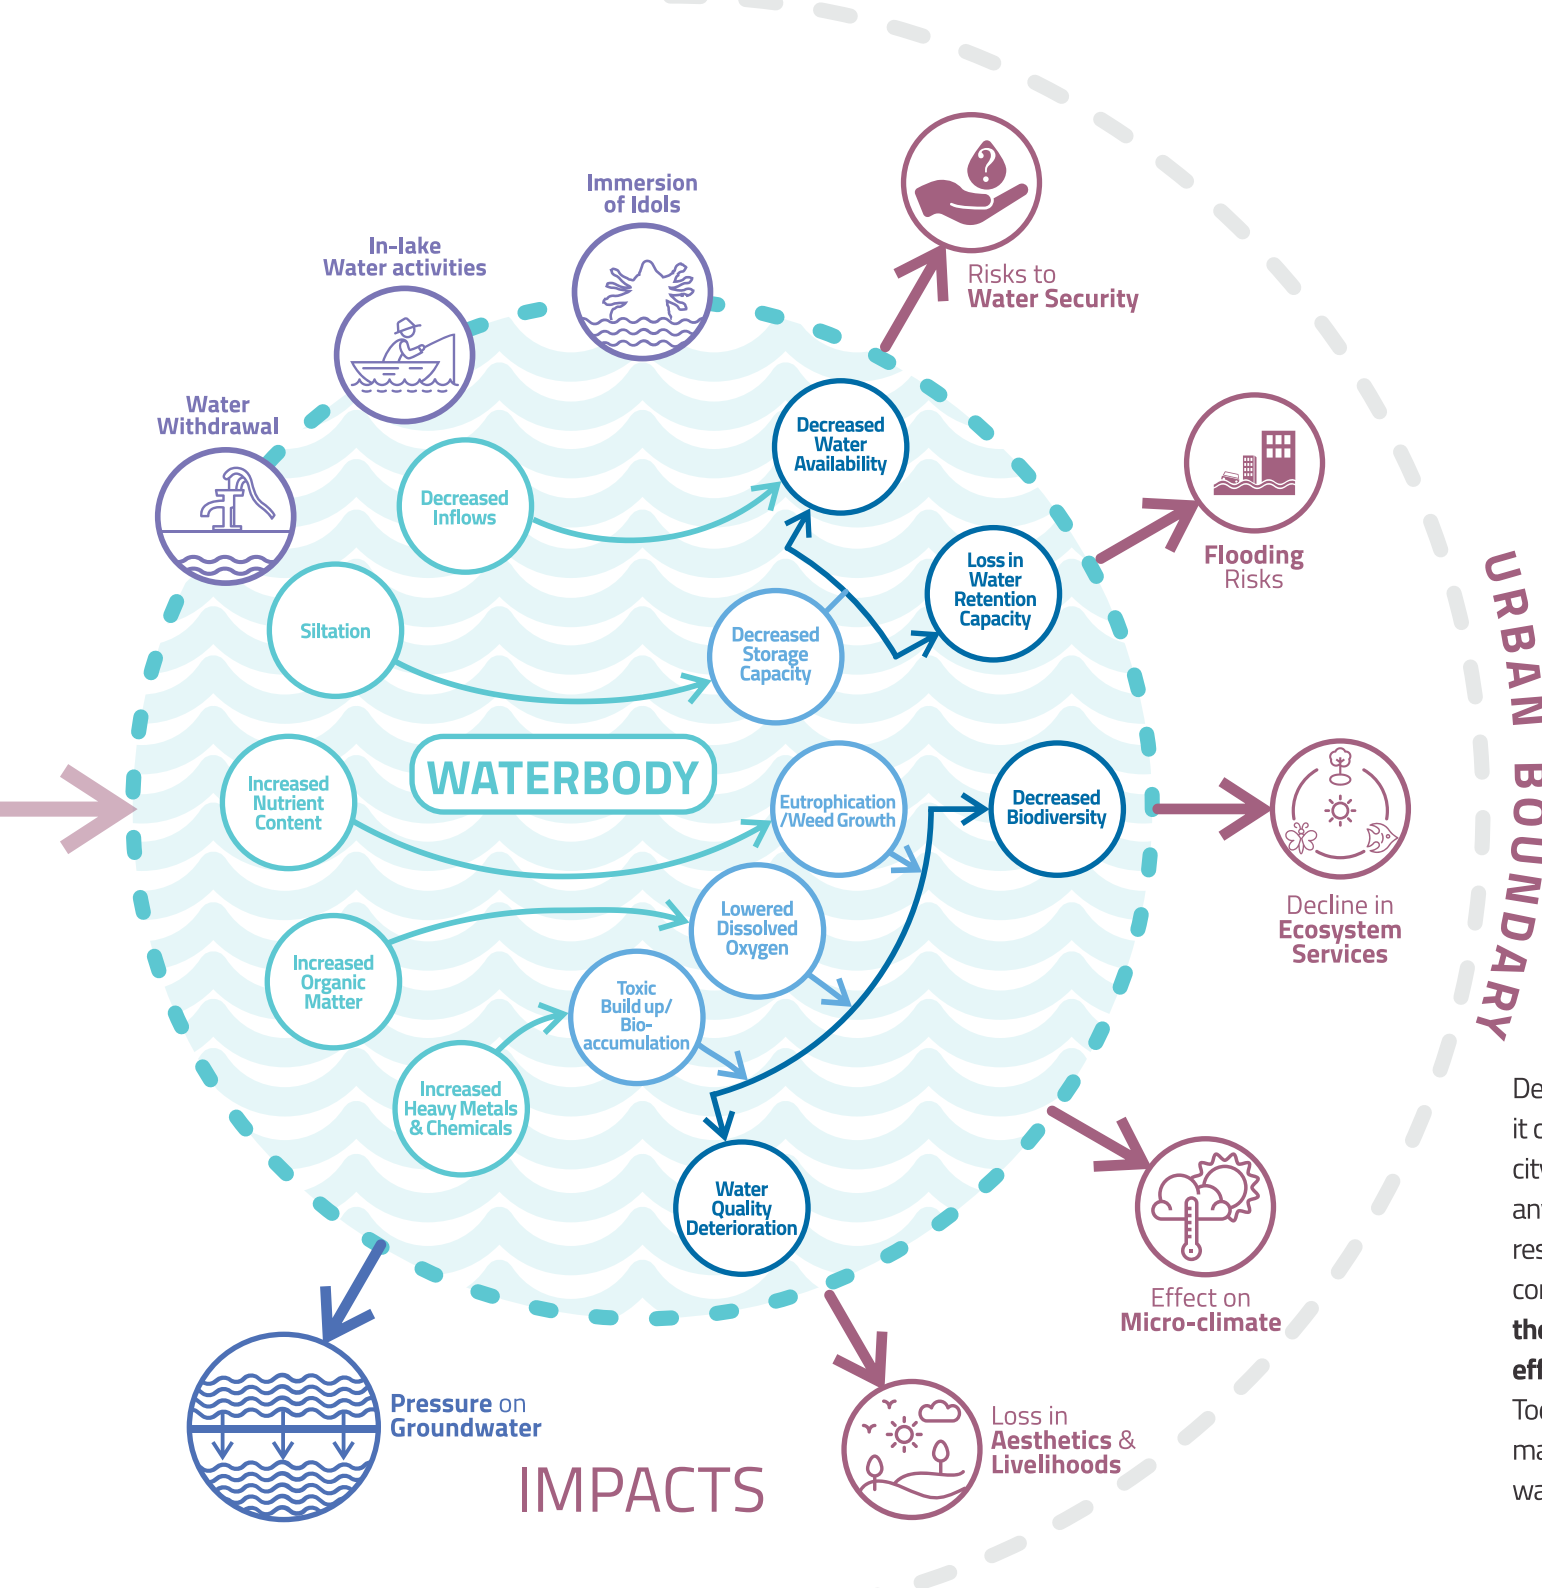 Immersion
of Idols
In-lake
Water activities
Water
Withdrawal
?
Risks to
Water Security
Flooding
Risks
Decreased
Water
Availability
Decreased
Inflows
Loss in
Water
Retention
Capacity
Siltation
Decreased
Storage
Capacity
WATERBODY
Increased
Nutrient
Content
Eutrophication
/Weed Growth
Decreased
Biodiversity
Lowered
Dissolved
Oxygen
Increased
Organic
Matter
Toxic
Build up/
Bio-
accumulation
Increased
Heavy Metals
& Chemicals
Water
Quality
Deterioration
Decline in
Ecosystem
Services
URBAN BOUNDARY
Effect on
Micro-climate
Loss in
Aesthetics &
Livelihoods
Pressure on
Groundwater
IMPACTS